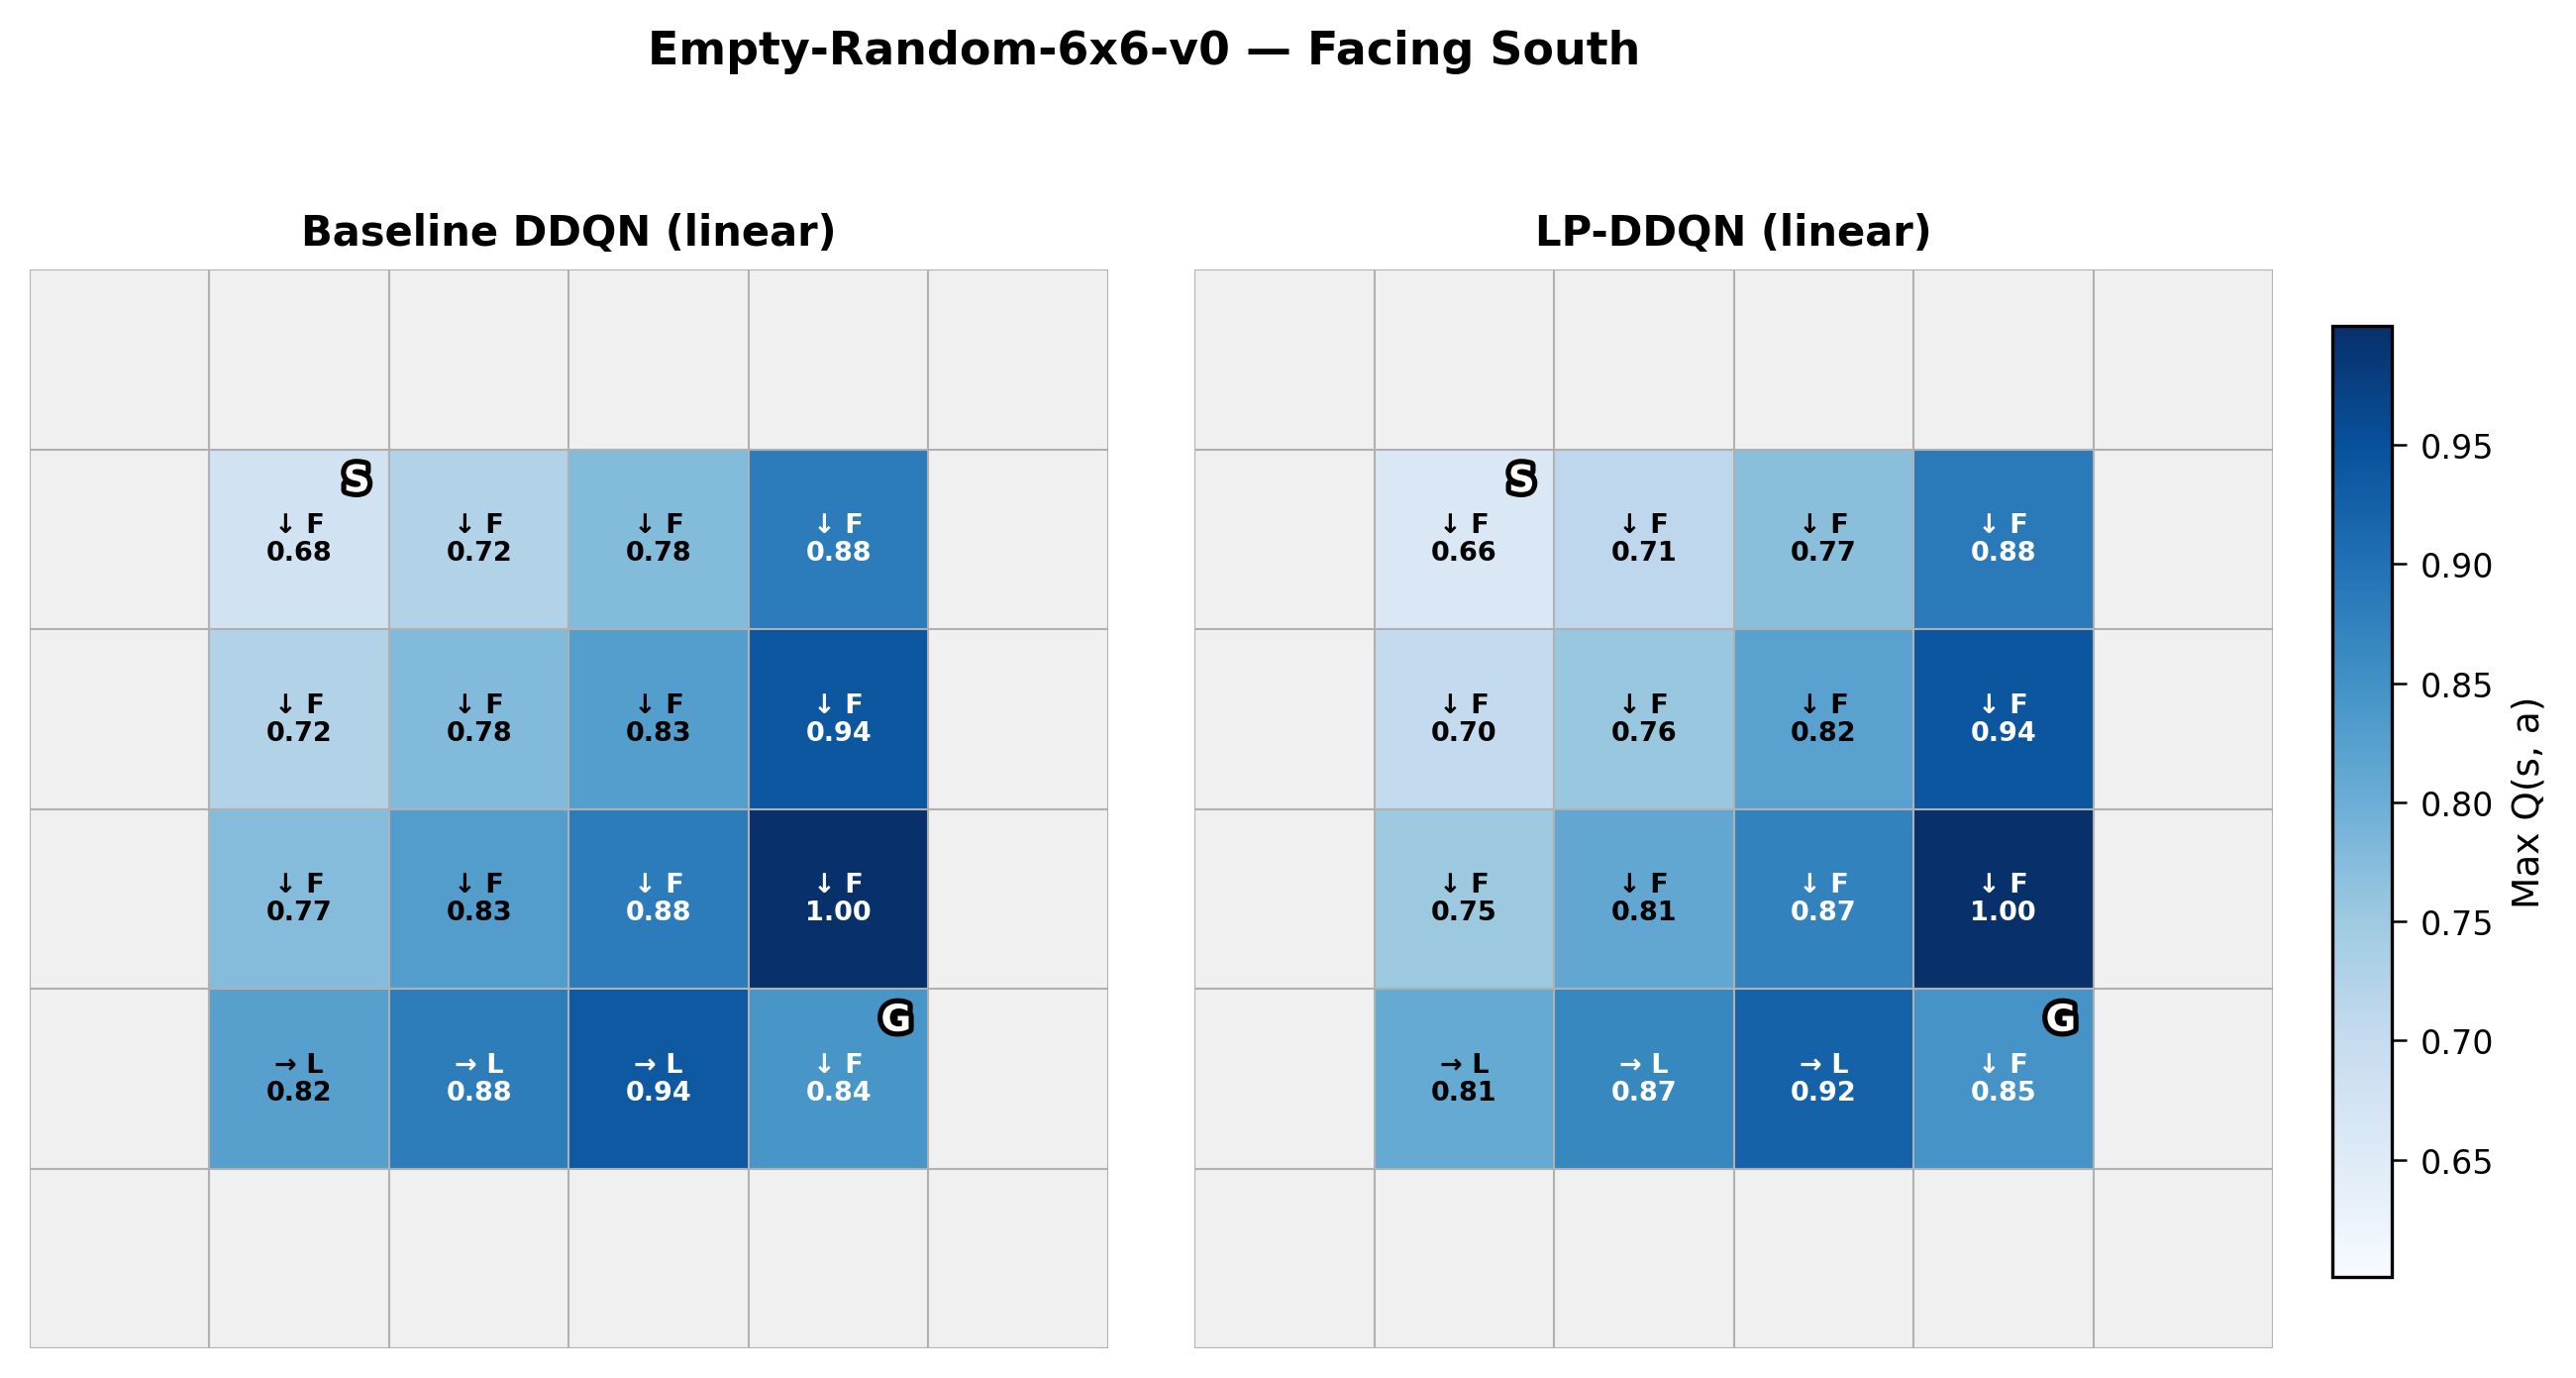 Empty-Random-6x6-v0 — Facing South
Baseline DDQN (linear)
S
↓ F
0.68
↓ F
0.72
↓ F
0.78
↓ F
0.88
↓ F
0.72
↓ F
0.78
↓ F
0.83
↓ F
0.94
↓ F
0.77
↓ F
0.83
↓ F
0.88
↓ F
1.00
→ L
0.82
→ L
0.88
→ L
0.94
G
↓ F
0.84
LP-DDQN (linear)
S
↓ F
0.66
↓ F
0.71
↓ F
0.77
↓ F
0.88
↓ F
0.70
↓ F
0.76
↓ F
0.82
↓ F
0.94
↓ F
0.75
↓ F
0.81
↓ F
0.87
↓ F
1.00
→ L
0.81
→ L
0.87
→ L
0.92
G
↓ F
0.85
0.95
0.90
0.85
0.80
0.75
0.70
0.65
Max Q(s, a)